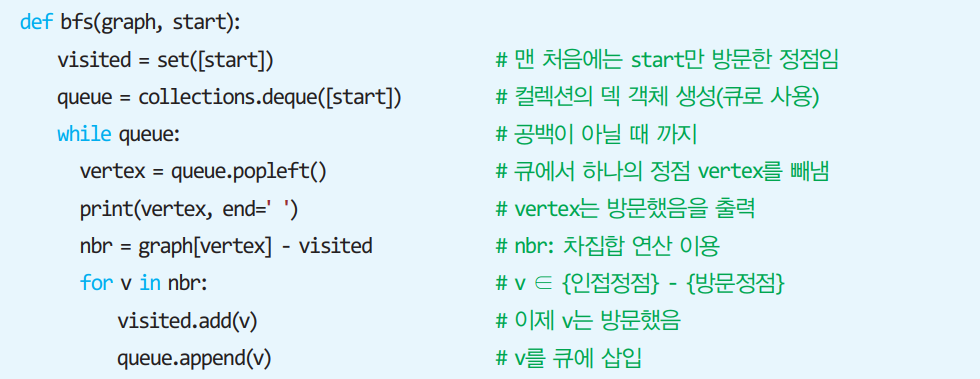 def bfs(graph, start):
visited = set([start]) # 맨 처음에는 start만 방문한 정점임
queue = collections.deque([start]) # 컬렉션의 덱 객체 생성(큐로 사용)
while queue: # 공백이 아닐 때 까지
vertex = queue.popleft() # 큐에서 하나의 정점 vertex를 빼냄
print(vertex, end=' ') # vertex는 방문했음을 출력
nbr = graph[vertex] - visited # nbr: 차집합 연산 이용
for v in nbr: # v ∈ {인접정점} - {방문정점}
visited.add(v) # 이제 v는 방문했음
queue.append(v) # v를 큐에 삽입